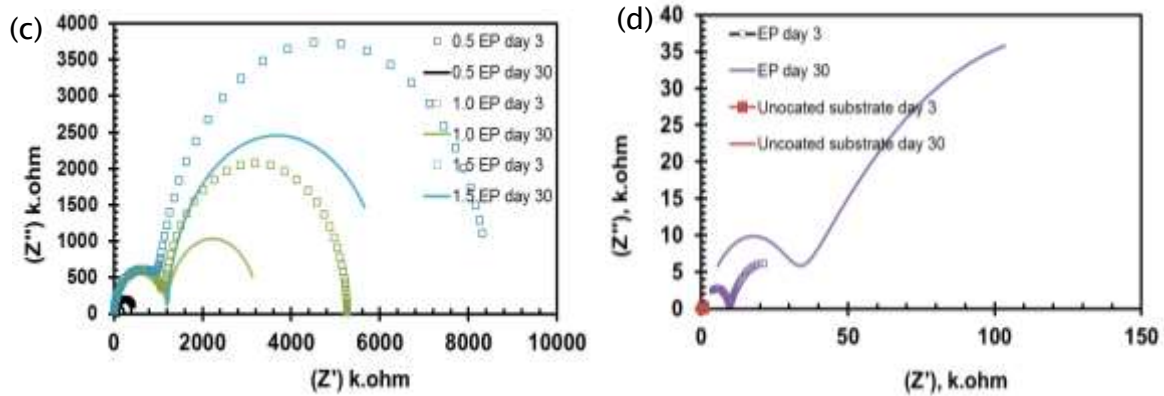 (c)
4000
3500
3000
2500
2000
1500
1000
500
0
(Z'') k.ohm
0 2000 4000 6000 8000 10000
(Z') k.ohm
0.5 EP day 3
0.5 EP day 30
1.0 EP day 3
1.0 EP day 30
1.5 EP day 3
1.5 EP day 30
(d)
40
35
30
25
20
15
10
5
0
(Z''), k.ohm
0 50 100 150
(Z'), k.ohm
EP day 3
EP day 30
Unocated substrate day 3
Uncoated substrate day 30